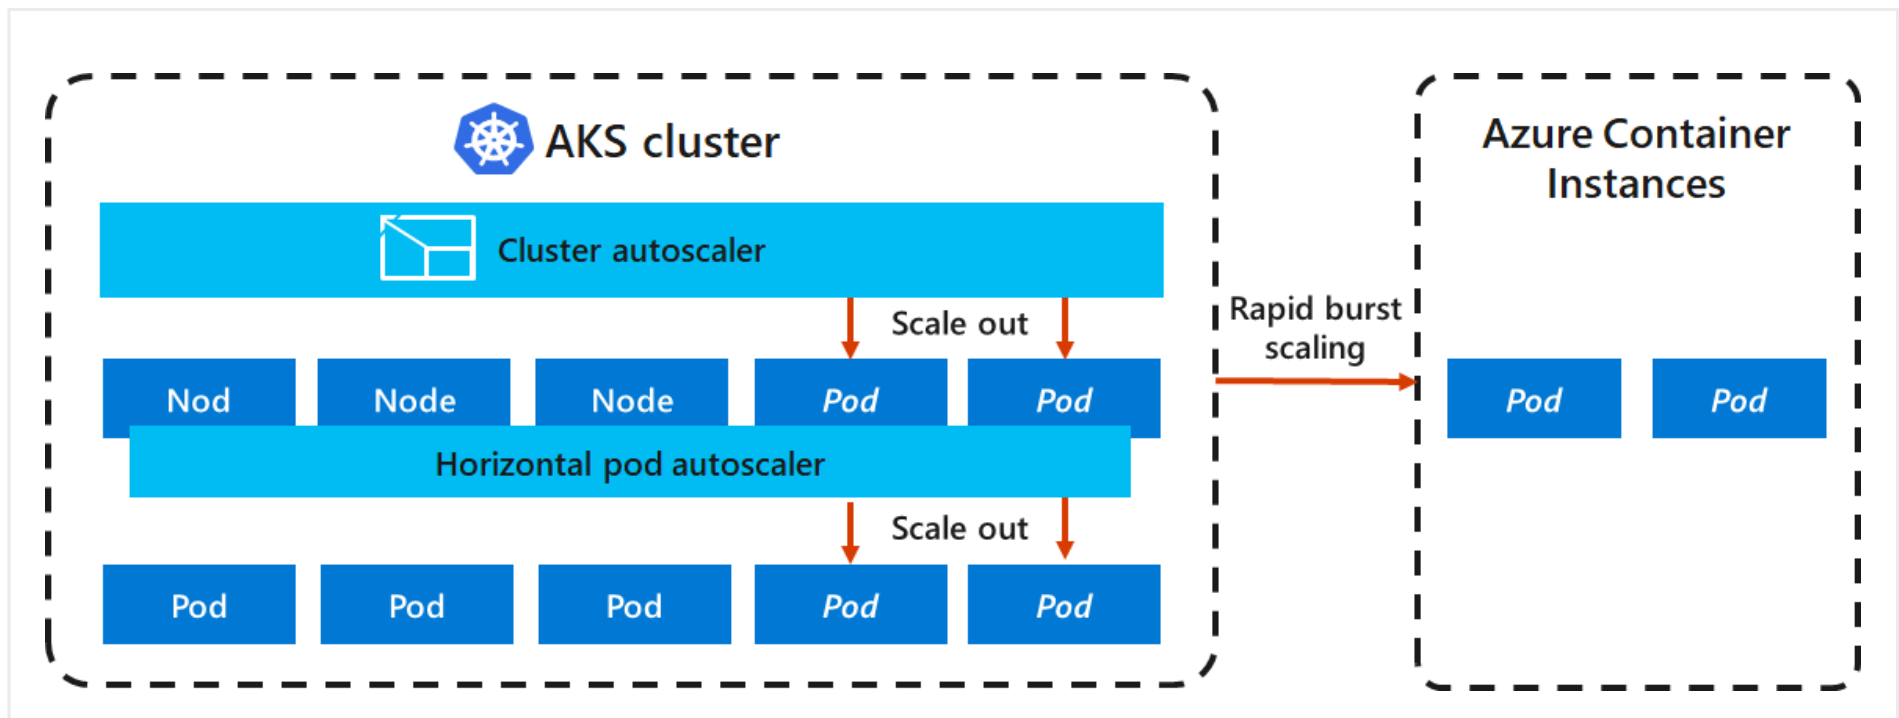 AKS cluster
Azure Container
Instances
Cluster autoscaler
Scale out
Rapid burst
scaling
Nod
Node
Node
Pod
Pod
Pod
Pod
Horizontal pod autoscaler
Scale out
Pod
Pod
Pod
Pod
Pod